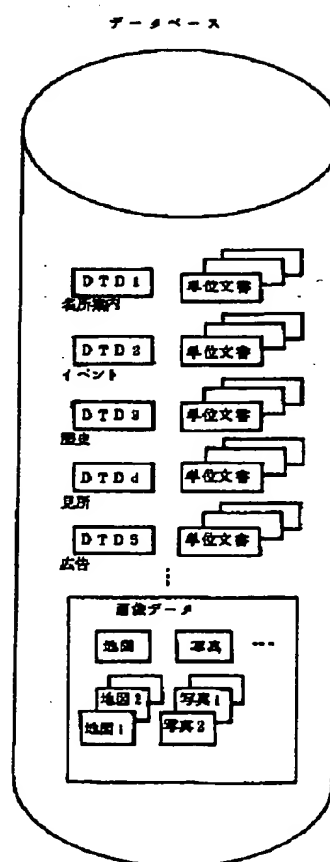 データベース
DTD1 単位文書
名所案内
DTD2 単位文書
イベント
DTD3 単位文書
歴史
DTD4 単位文書
見所
DTD5 単位文書
広告
画像データ
地図 写真
地図2 写真1
地図1 写真2